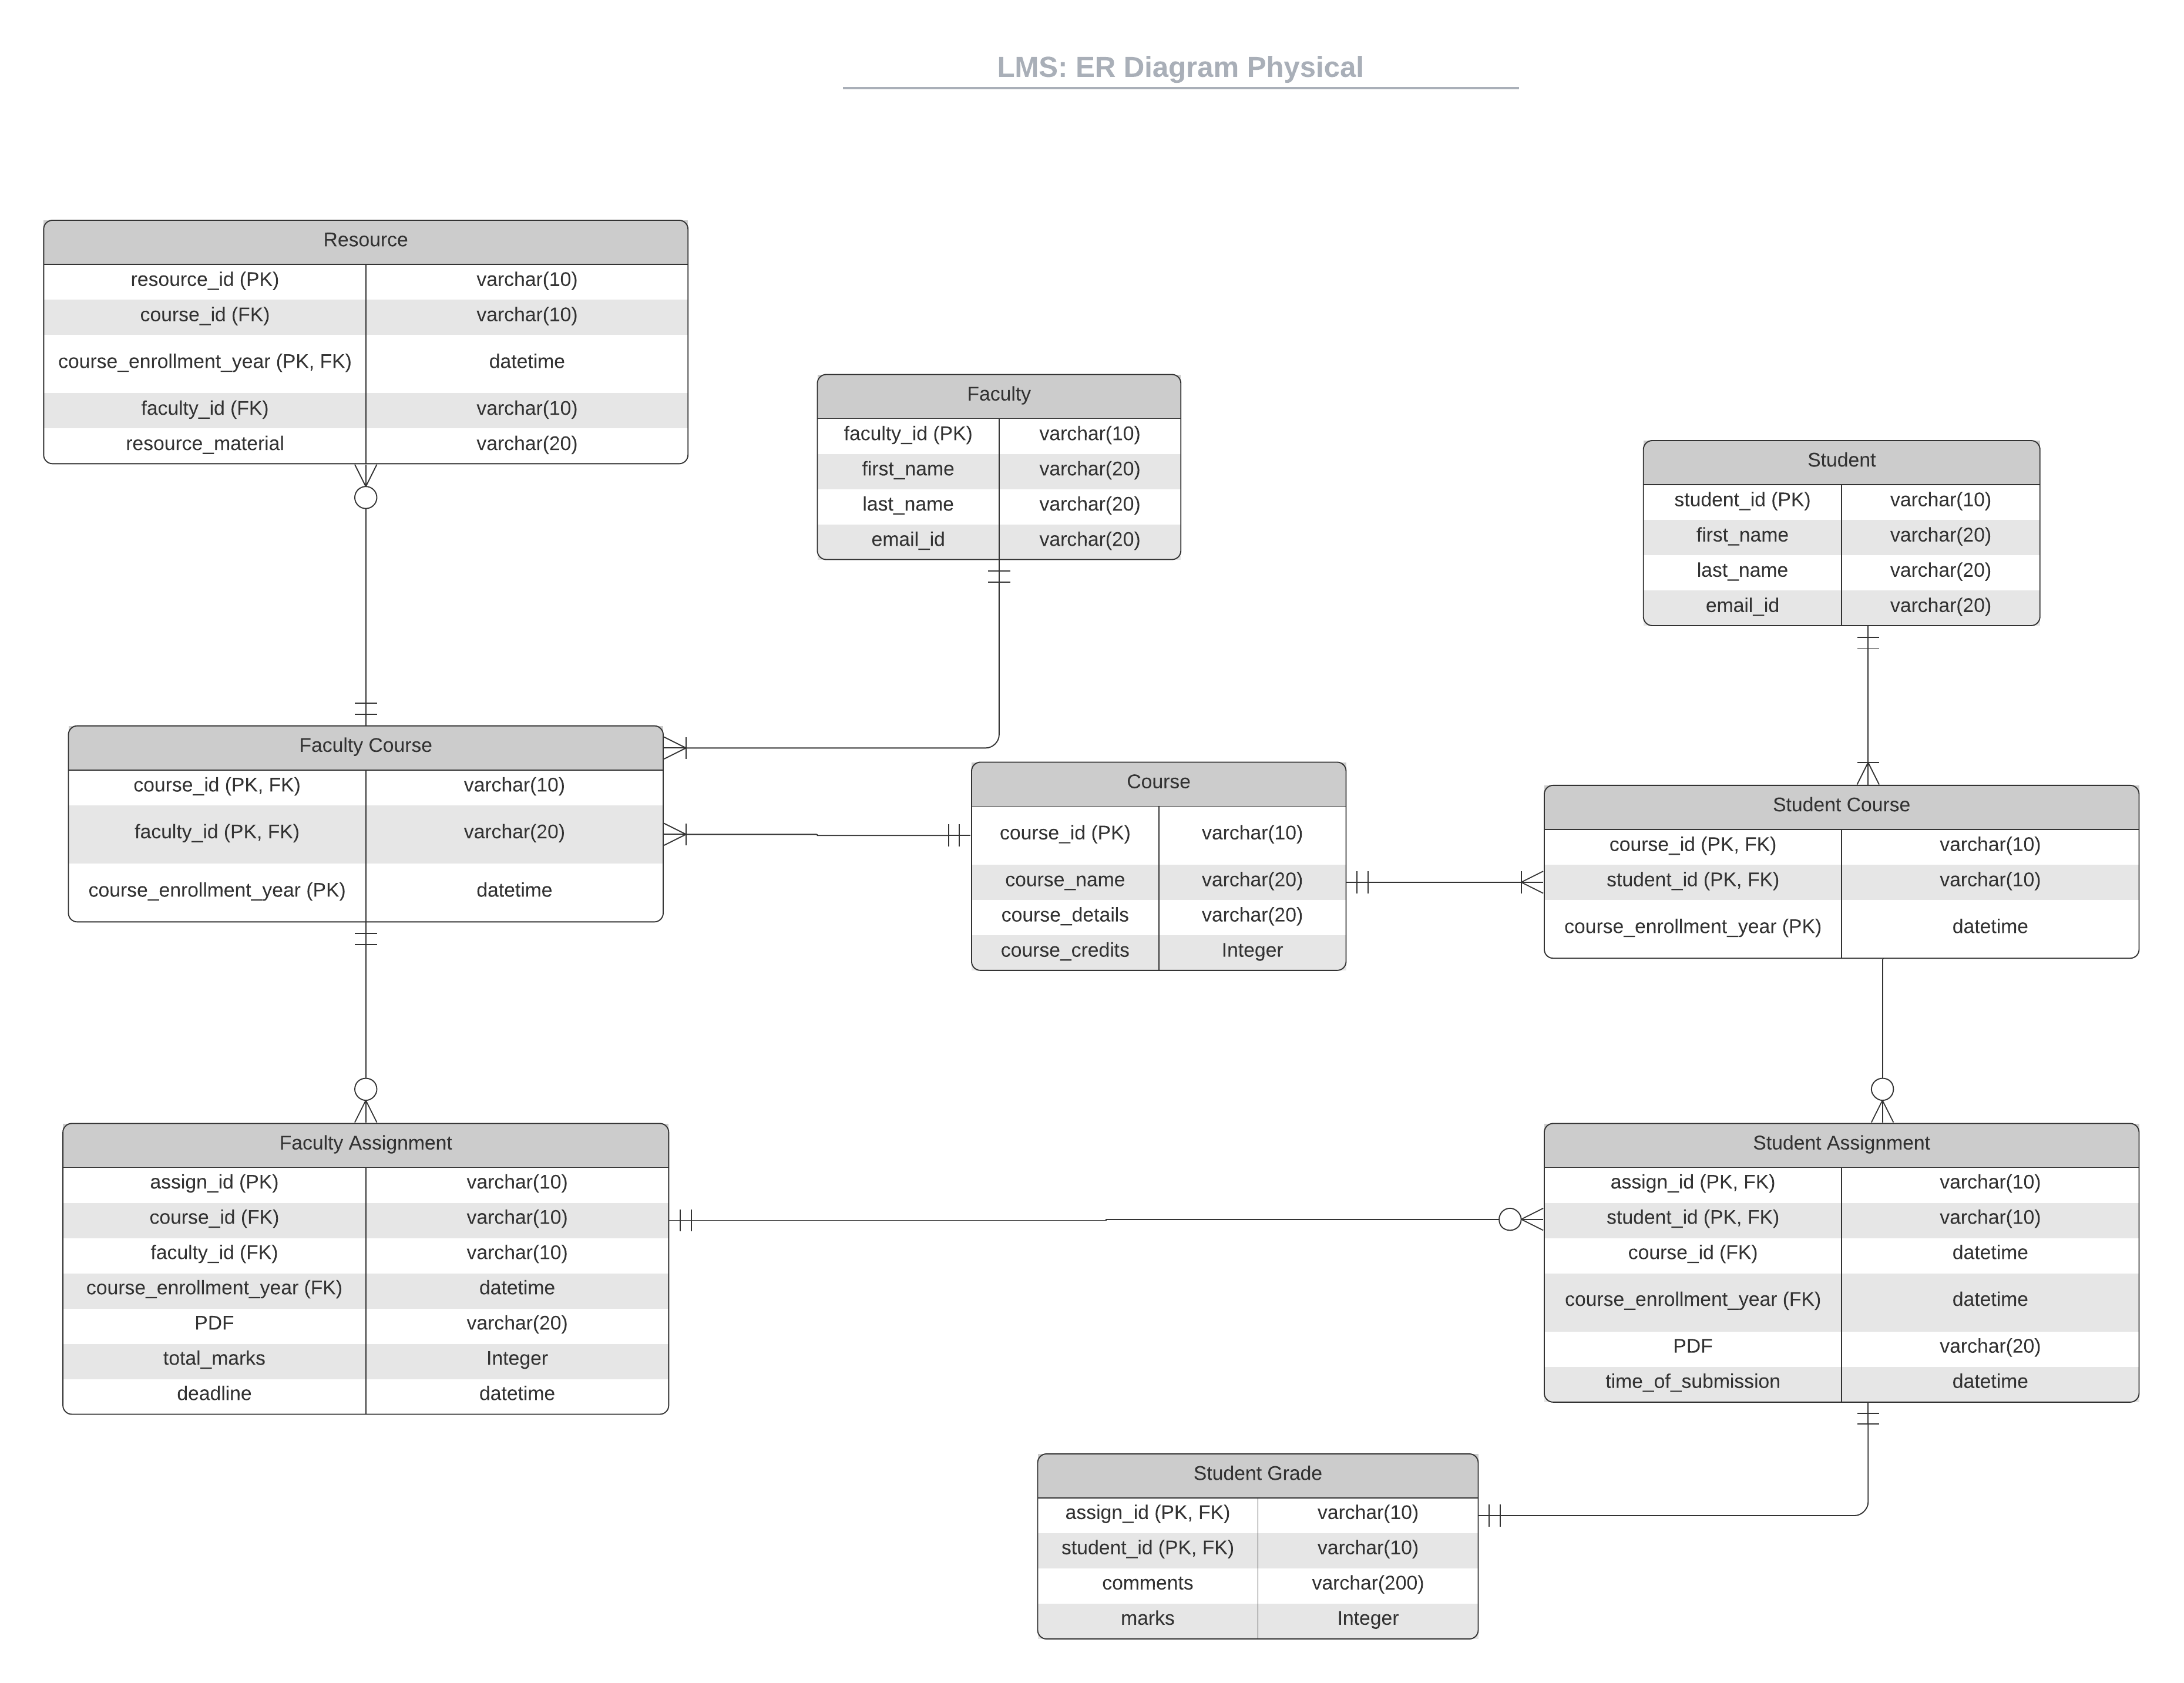 LMS: ER Diagram Physical
Resource
resource_id (PK) varchar(10)
course_id (FK) varchar(10)
course_enrollment_year (PK, FK) datetime
faculty_id (FK) varchar(10)
resource_material varchar(20)
Faculty
faculty_id (PK) varchar(10)
first_name varchar(20)
last_name varchar(20)
email_id varchar(20)
Student
student_id (PK) varchar(10)
first_name varchar(20)
last_name varchar(20)
email_id varchar(20)
Faculty Course
course_id (PK, FK) varchar(10)
faculty_id (PK, FK) varchar(20)
course_enrollment_year (PK) datetime
Course
course_id (PK) varchar(10)
course_name varchar(20)
course_details varchar(20)
course_credits Integer
Student Course
course_id (PK, FK) varchar(10)
student_id (PK, FK) varchar(10)
course_enrollment_year (PK) datetime
Faculty Assignment
assign_id (PK) varchar(10)
course_id (FK) varchar(10)
faculty_id (FK) varchar(10)
course_enrollment_year (FK) datetime
PDF varchar(20)
total_marks Integer
deadline datetime
Student Assignment
assign_id (PK, FK) varchar(10)
student_id (PK, FK) varchar(10)
course_id (FK) datetime
course_enrollment_year (FK) datetime
PDF varchar(20)
time_of_submission datetime
Student Grade
assign_id (PK, FK) varchar(10)
student_id (PK, FK) varchar(10)
comments varchar(200)
marks Integer